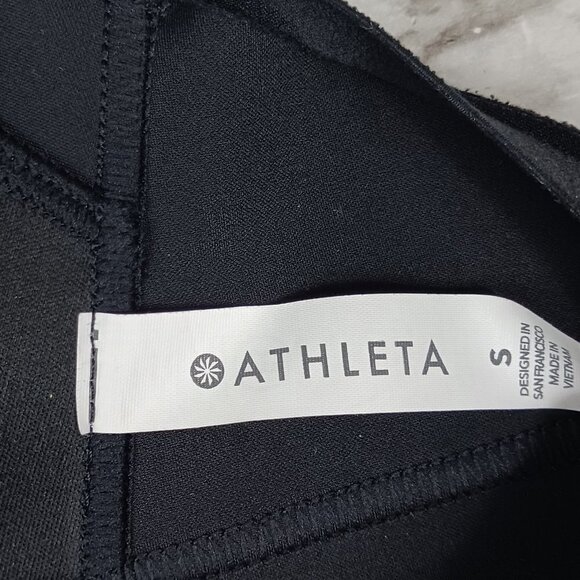 ATHLETA
S
DESIGNED IN
SAN FRANCISCO
MADE IN
VIETNAM